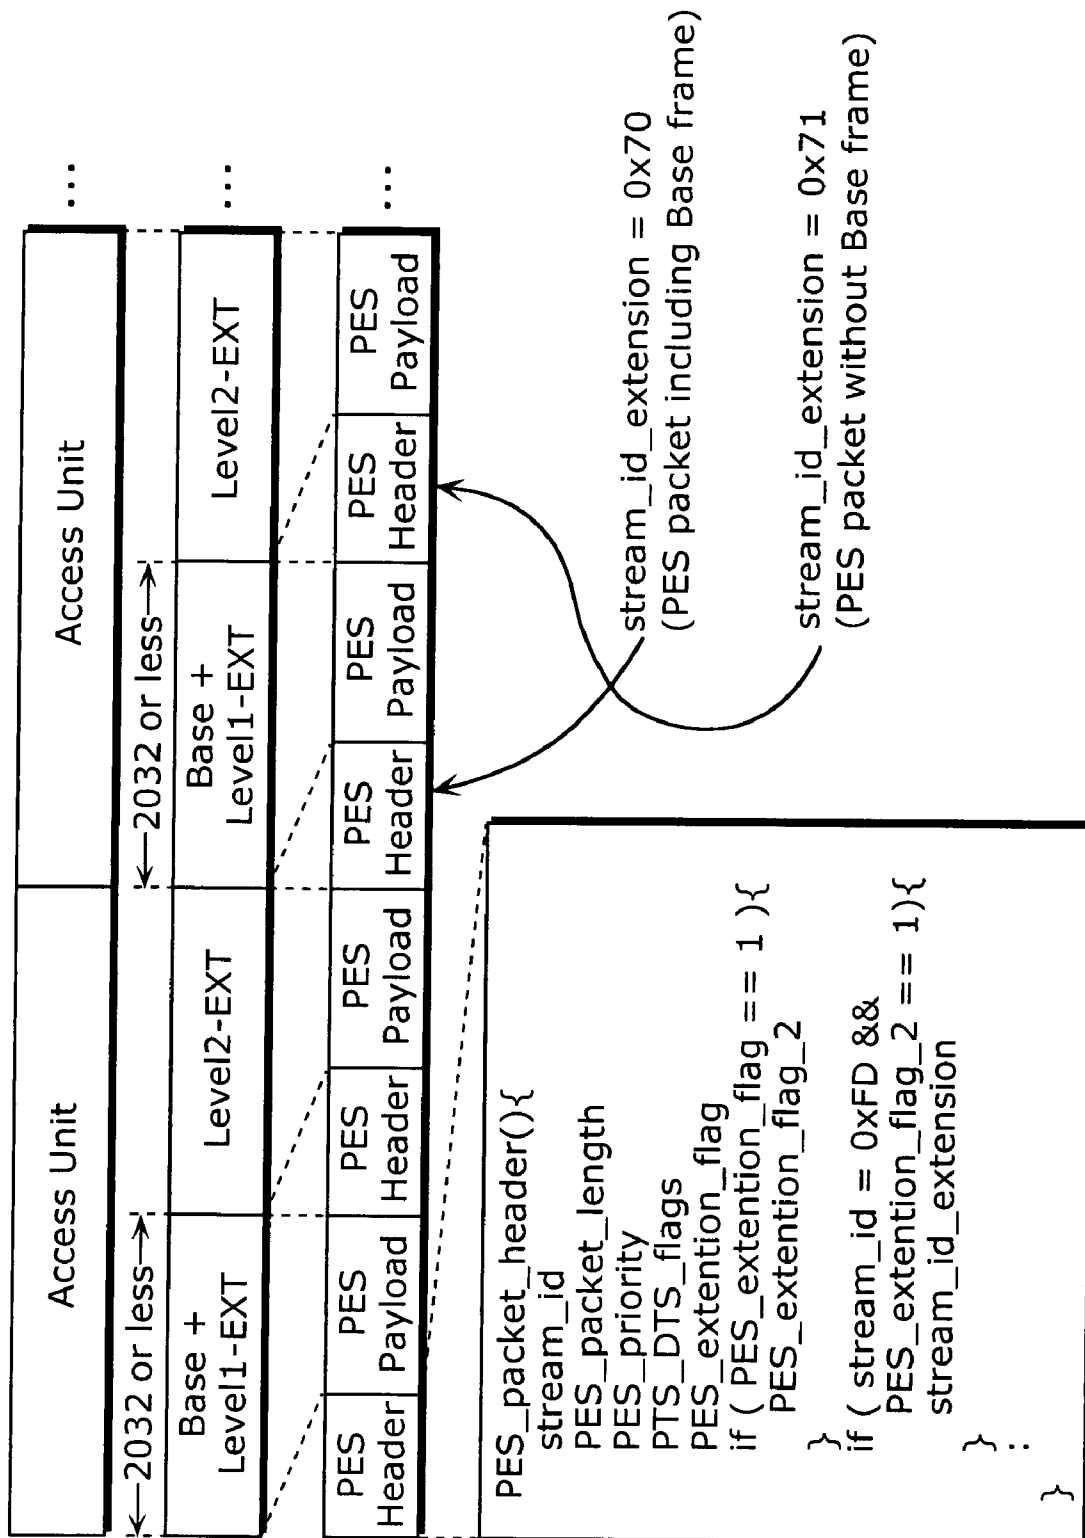 Access Unit
Access Unit
...
2032 or less
2032 or less
Base +
Level1-EXT
Level2-EXT
Base +
Level1-EXT
Level2-EXT
...
PES
Header
PES
Payload
PES
Header
PES
Payload
PES
Header
PES
Payload
PES
Header
PES
Payload
...
PES_packet_header(){
stream_id
PES_packet_length
PES_priority
PTS_DTS_flags
PES_extention_flag
if ( PES_extention_flag == 1 ){
PES_extention_flag_2
}
if ( stream_id = 0xFD &&
PES_extention_flag_2 == 1){
stream_id_extension
}
:
}
stream_id_extension = 0x70
(PES packet including Base frame)
stream_id_extension = 0x71
(PES packet without Base frame)